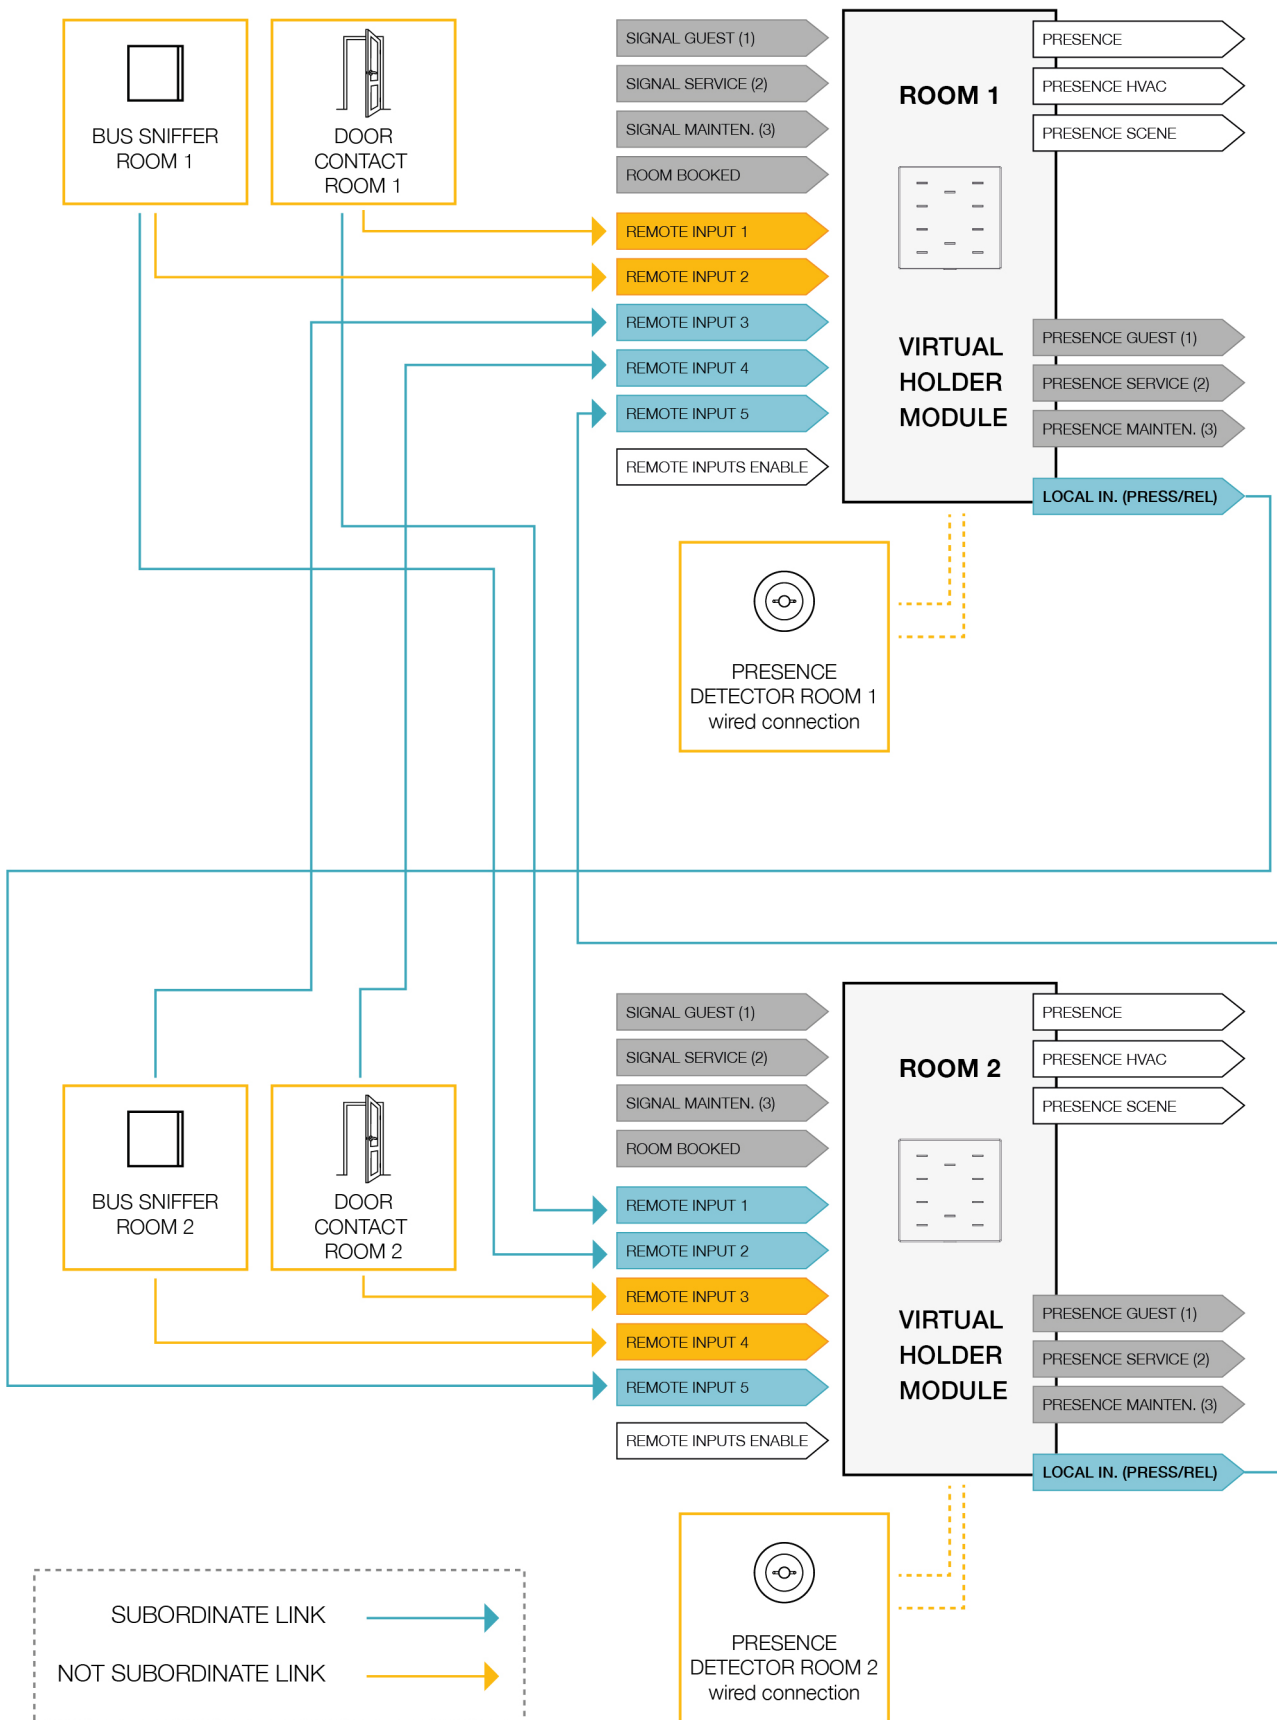 BUS SNIFFER
ROOM 1
DOOR
CONTACT
ROOM 1
SIGNAL GUEST (1)
SIGNAL SERVICE (2)
SIGNAL MAINTEN. (3)
ROOM BOOKED
REMOTE INPUT 1
REMOTE INPUT 2
REMOTE INPUT 3
REMOTE INPUT 4
REMOTE INPUT 5
REMOTE INPUTS ENABLE
ROOM 1
VIRTUAL
HOLDER
MODULE
PRESENCE
PRESENCE HVAC
PRESENCE SCENE
PRESENCE GUEST (1)
PRESENCE SERVICE (2)
PRESENCE MAINTEN. (3)
LOCAL IN. (PRESS/REL)
PRESENCE
DETECTOR ROOM 1
wired connection
BUS SNIFFER
ROOM 2
DOOR
CONTACT
ROOM 2
SIGNAL GUEST (1)
SIGNAL SERVICE (2)
SIGNAL MAINTEN. (3)
ROOM BOOKED
REMOTE INPUT 1
REMOTE INPUT 2
REMOTE INPUT 3
REMOTE INPUT 4
REMOTE INPUT 5
REMOTE INPUTS ENABLE
ROOM 2
VIRTUAL
HOLDER
MODULE
PRESENCE
PRESENCE HVAC
PRESENCE SCENE
PRESENCE GUEST (1)
PRESENCE SERVICE (2)
PRESENCE MAINTEN. (3)
LOCAL IN. (PRESS/REL)
PRESENCE
DETECTOR ROOM 2
wired connection
SUBORDINATE LINK
NOT SUBORDINATE LINK